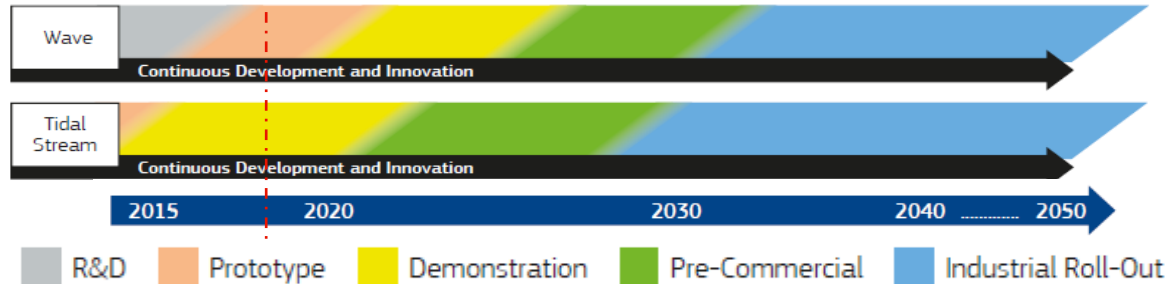 Wave
Continuous Development and Innovation
Tidal
Stream
Continuous Development and Innovation
2015 2020 2030 2040 ............. 2050
R&D Prototype Demonstration Pre-Commercial Industrial Roll-Out